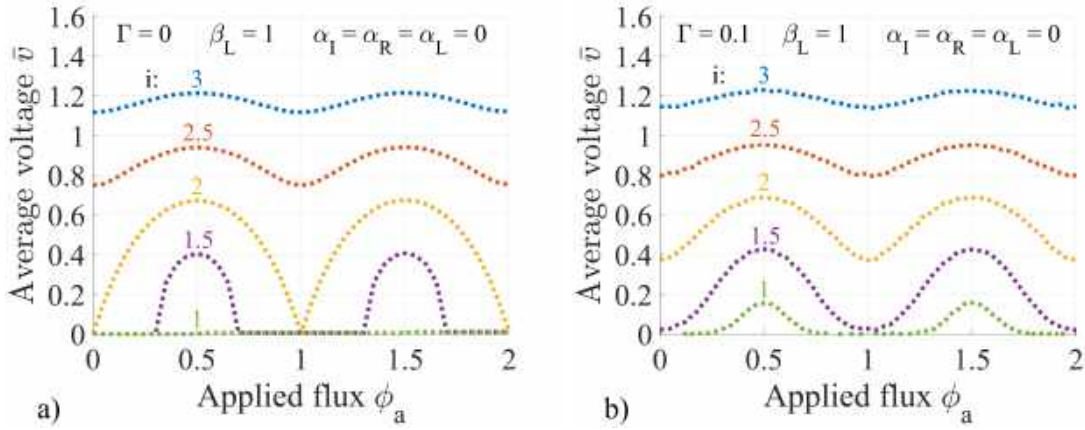 1.6
Γ = 0 β_L = 1 α_I = α_R = α_L = 0
1.4
i: 3
1.2
1
2.5
0.8
2
0.6
1.5
0.4
0.2
1
0
0 0.5 1 1.5 2
Average voltage v̄
Applied flux ϕ_a
a)
1.6
Γ = 0.1 β_L = 1 α_I = α_R = α_L = 0
1.4
i: 3
1.2
1
2.5
0.8
2
0.6
1.5
0.4
1
0.2
0
0 0.5 1 1.5 2
Average voltage v̄
Applied flux ϕ_a
b)